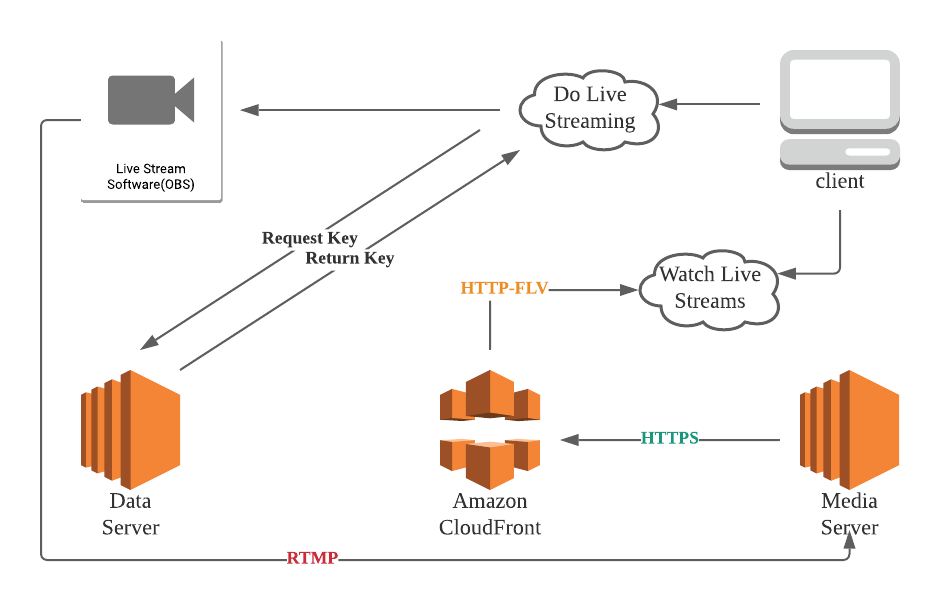 Do Live
Streaming
Live Stream
Software(OBS)
client
Request Key
Return Key
Watch Live
Streams
HTTP-FLV
HTTPS
Data
Server
Amazon
CloudFront
Media
Server
RTMP